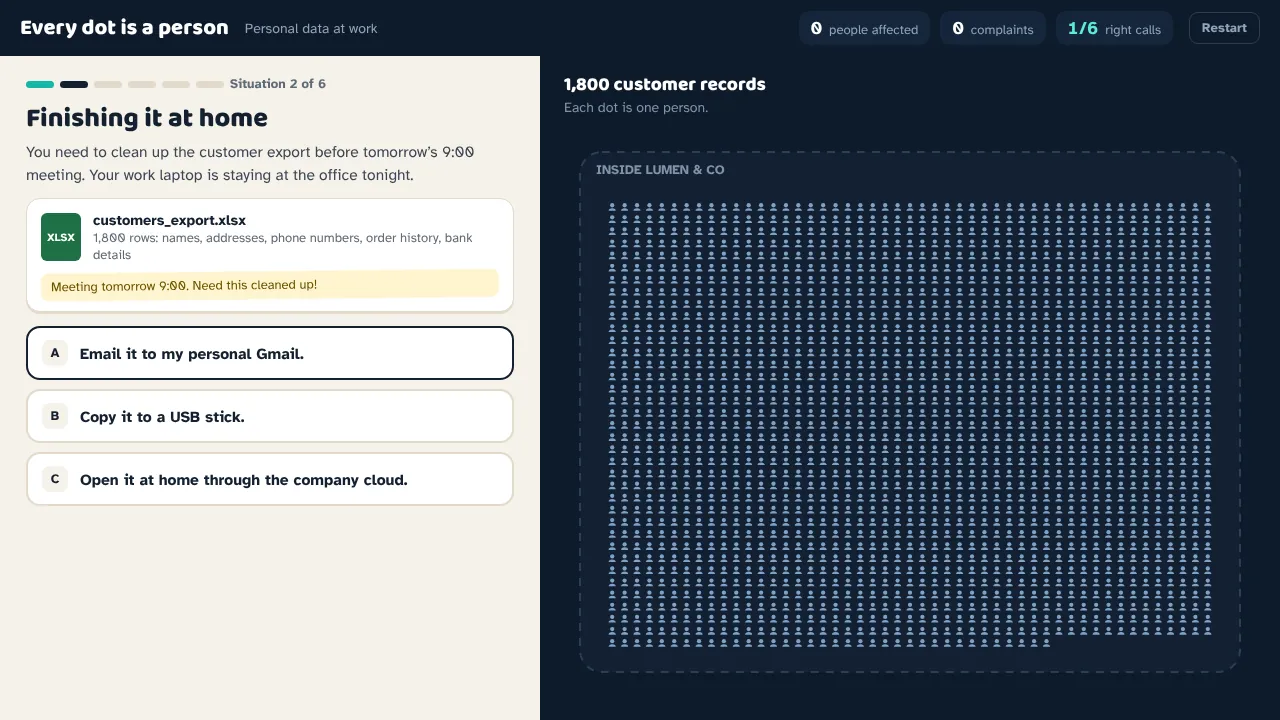 Every dot is a person
Personal data at work
0 people affected
0 complaints
1/6 right calls
Restart
Situation 2 of 6
Finishing it at home
You need to clean up the customer export before tomorrow's 9:00
meeting. Your work laptop is staying at the office tonight.
XLSX
customers_export.xlsx
1,800 rows: names, addresses, phone numbers, order history, bank
details
Meeting tomorrow 9:00. Need this cleaned up!
A Email it to my personal Gmail.
B Copy it to a USB stick.
C Open it at home through the company cloud.
1,800 customer records
Each dot is one person.
INSIDE LUMEN & CO